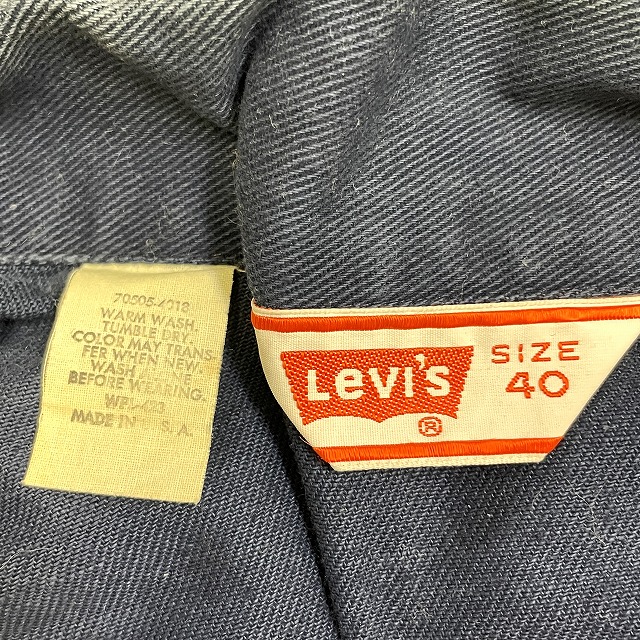 70505-4018
WARM WASH.
TUMBLE DRY.
COLOR MAY TRANS-
FER WHEN NEW.
WASH
BEFORE WEARING.
WPL-423
MADE IN U.S.A.
Levi's
®
SIZE
40